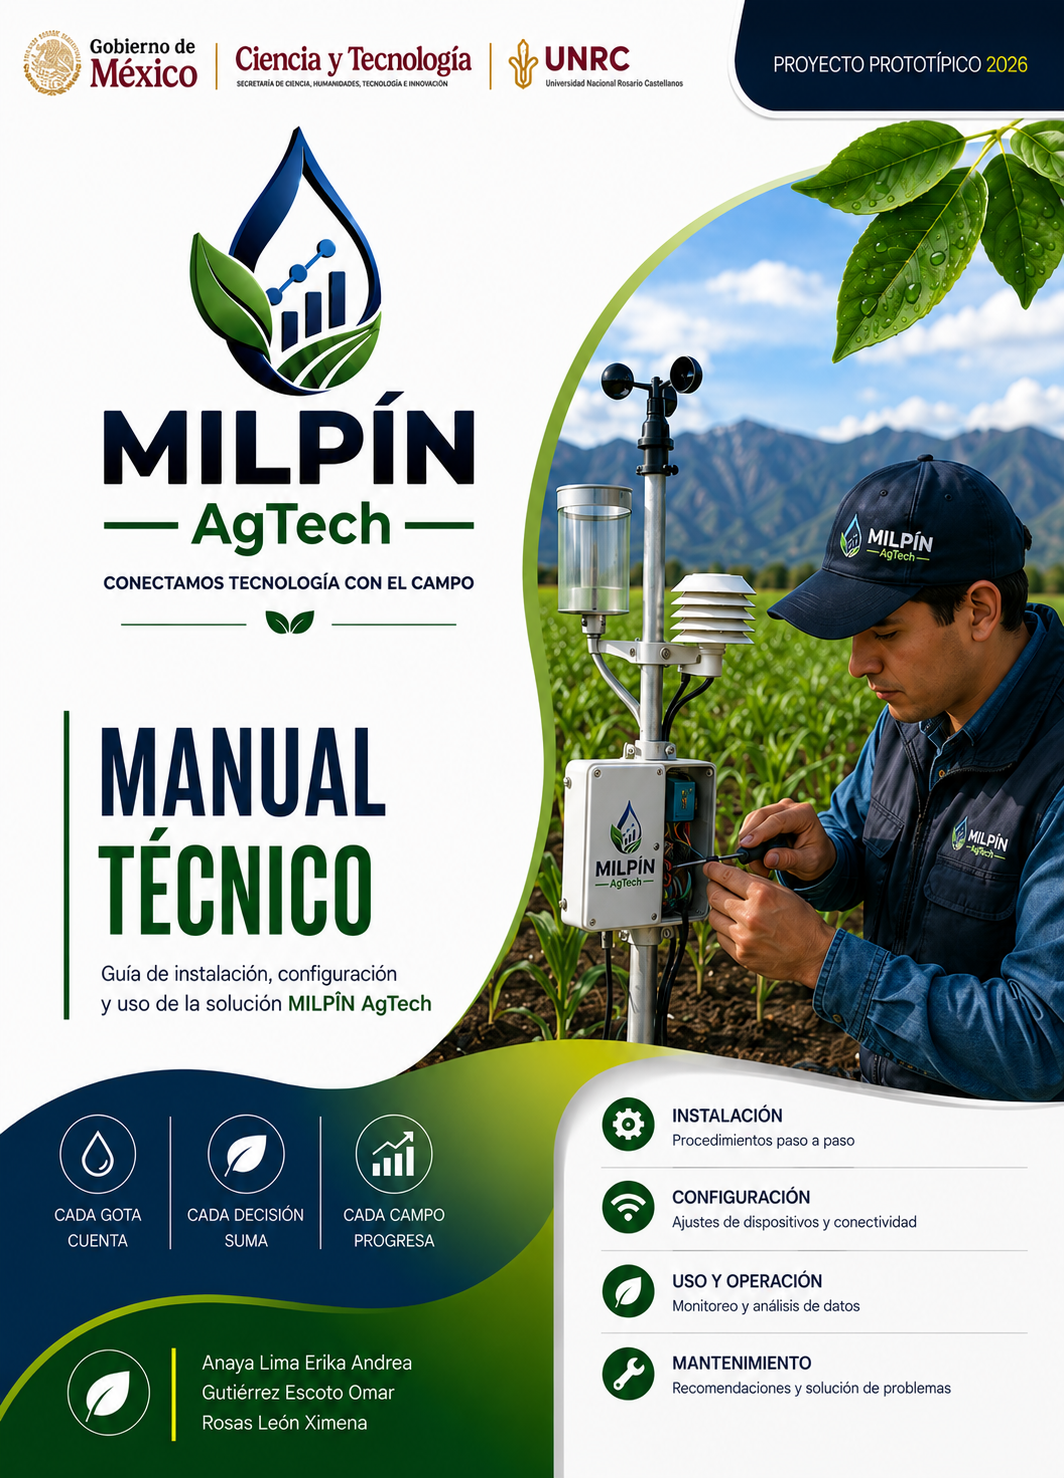 Gobierno de
México
Ciencia y Tecnología
SECRETARÍA DE CIENCIA, HUMANIDADES, TECNOLOGÍA E INNOVACIÓN
UNRC
Universidad Nacional Rosario Castellanos
PROYECTO PROTOTÍPICO 2026
MILPÍN
AgTech
CONECTAMOS TECNOLOGÍA CON EL CAMPO
MILPÍN
AgTech
MILPÍN
AgTech
MILPÍN
AgTech
MANUAL
TÉCNICO
Guía de instalación, configuración
y uso de la solución MILPÎN AgTech
CADA GOTA
CUENTA
CADA DECISIÓN
SUMA
CADA CAMPO
PROGRESA
INSTALACIÓN
Procedimientos paso a paso
CONFIGURACIÓN
Ajustes de dispositivos y conectividad
USO Y OPERACIÓN
Monitoreo y análisis de datos
MANTENIMIENTO
Recomendaciones y solución de problemas
Anaya Lima Erika Andrea
Gutiérrez Escoto Omar
Rosas León Ximena